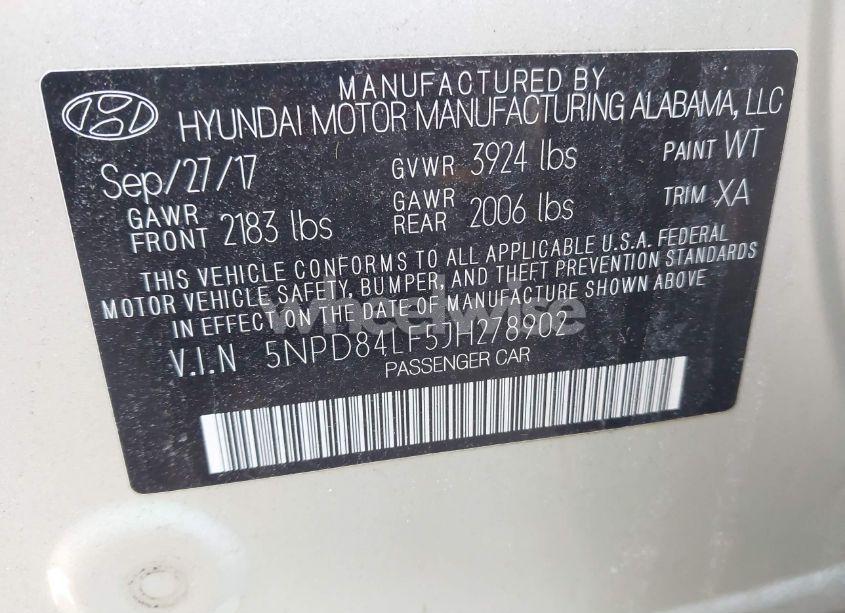 MANUFACTURED BY
HYUNDAI MOTOR MANUFACTURING ALABAMA, LLC
Sep/27/17 GVWR 3924 lbs PAINT WT
GAWR FRONT 2183 lbs GAWR REAR 2006 lbs TRIM XA
THIS VEHICLE CONFORMS TO ALL APPLICABLE U.S.A. FEDERAL
MOTOR VEHICLE SAFETY, BUMPER, AND THEFT PREVENTION STANDARDS
IN EFFECT ON THE DATE OF MANUFACTURE SHOWN ABOVE
wheelwise
V.I.N 5NPD84LF5JH278902
PASSENGER CAR